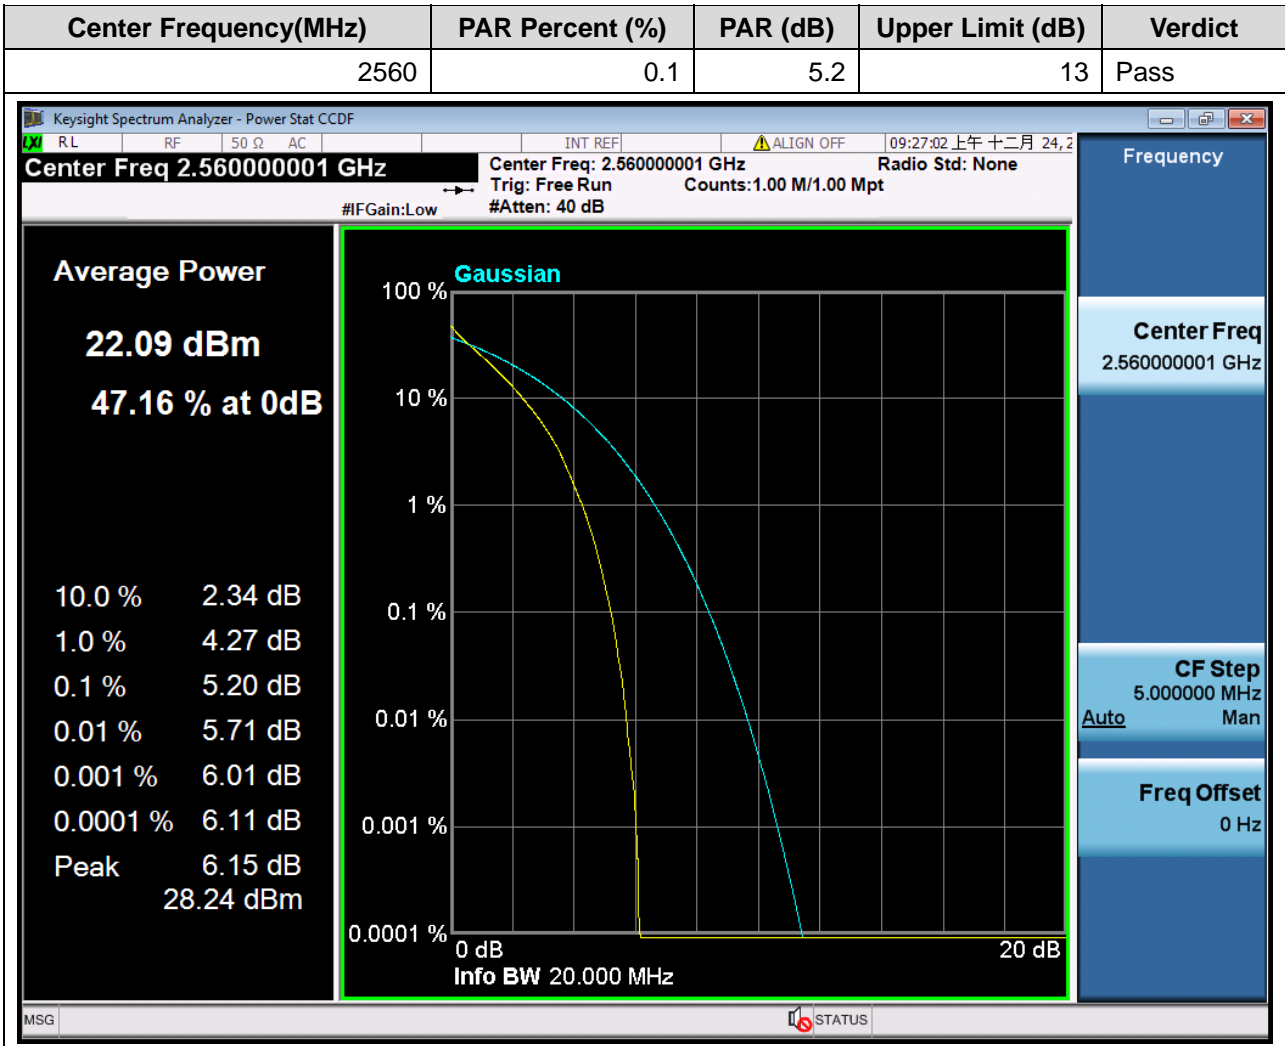 Center Frequency(MHz) PAR Percent (%) PAR (dB) Upper Limit (dB) Verdict
2560 0.1 5.2 13 Pass
Keysight Spectrum Analyzer - Power Stat CCDF
LXI RL RF 50 Ω AC INT REF ALIGN OFF 09:27:02 上午 十二月 24, 2
Center Freq 2.560000001 GHz
Center Freq: 2.560000001 GHz Radio Std: None
Trig: Free Run Counts:1.00 M/1.00 Mpt
#IFGain:Low #Atten: 40 dB
Frequency
Average Power
22.09 dBm
47.16 % at 0dB
10.0 % 2.34 dB
1.0 % 4.27 dB
0.1 % 5.20 dB
0.01 % 5.71 dB
0.001 % 6.01 dB
0.0001 % 6.11 dB
Peak 6.15 dB
28.24 dBm
Gaussian
100 %
10 %
1 %
0.1 %
0.01 %
0.001 %
0.0001 %
0 dB 20 dB
Info BW 20.000 MHz
Center Freq
2.560000001 GHz
CF Step
5.000000 MHz
Auto Man
Freq Offset
0 Hz
MSG STATUS